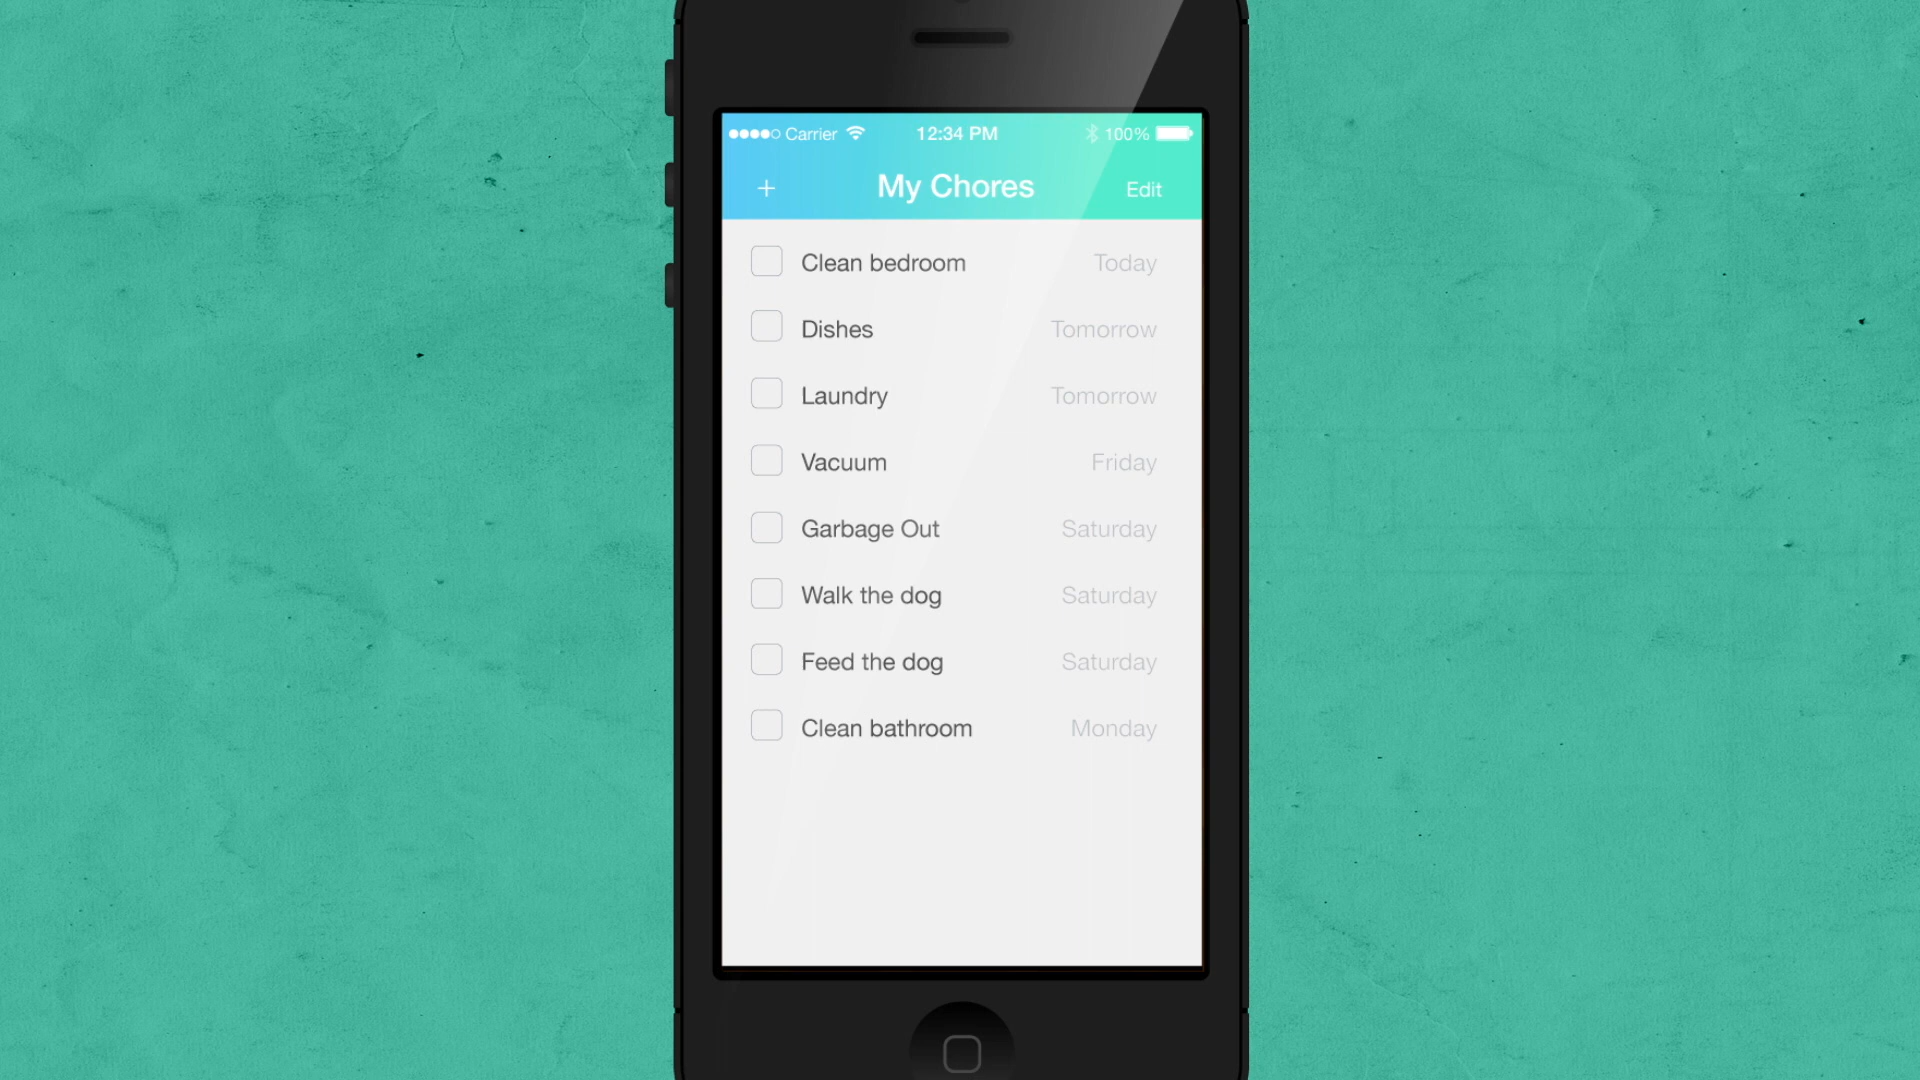 Carrier 12:34 PM 100%
+ My Chores Edit
Clean bedroom Today
Dishes Tomorrow
Laundry Tomorrow
Vacuum Friday
Garbage Out Saturday
Walk the dog Saturday
Feed the dog Saturday
Clean bathroom Monday